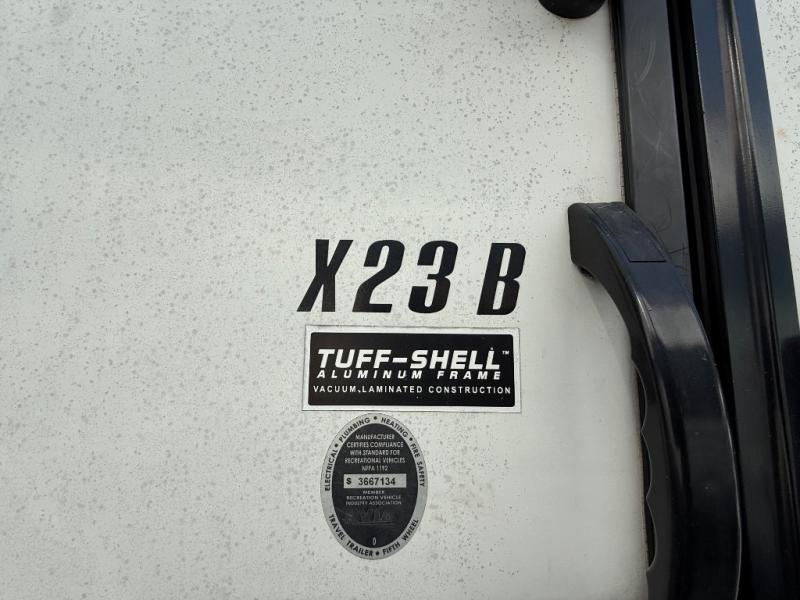 X23 B
TUFF-SHELL™
ALUMINUM FRAME
VACUUM, LAMINATED CONSTRUCTION
ELECTRICAL • PLUMBING • HEATING • FIRE SAFETY
MANUFACTURER
CERTIFIES COMPLIANCE
WITH STANDARD FOR
RECREATIONAL VEHICLES
NFPA 1192
S 3667134
MEMBER
RECREATION VEHICLE
INDUSTRY ASSOCIATION
D
TRAVEL TRAILER • FIFTH WHEEL